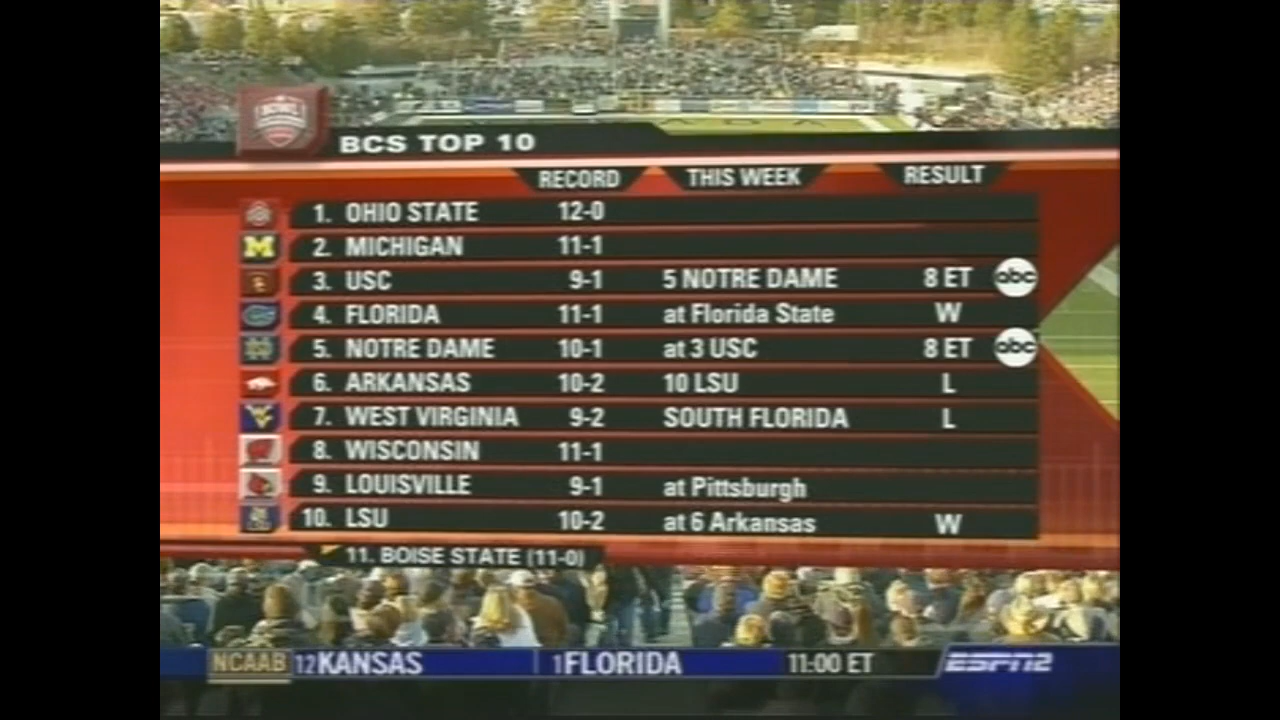 BCS TOP 10
RECORD THIS WEEK RESULT
1. OHIO STATE 12-0
2. MICHIGAN 11-1
3. USC 9-1 5 NOTRE DAME 8 ET abc
4. FLORIDA 11-1 at Florida State W
5. NOTRE DAME 10-1 at 3 USC 8 ET abc
6. ARKANSAS 10-2 10 LSU L
7. WEST VIRGINIA 9-2 SOUTH FLORIDA L
8. WISCONSIN 11-1
9. LOUISVILLE 9-1 at Pittsburgh
10. LSU 10-2 at 6 Arkansas W
11. BOISE STATE (11-0)
NCAAB 12 KANSAS 1 FLORIDA 11:00 ET ESPN2